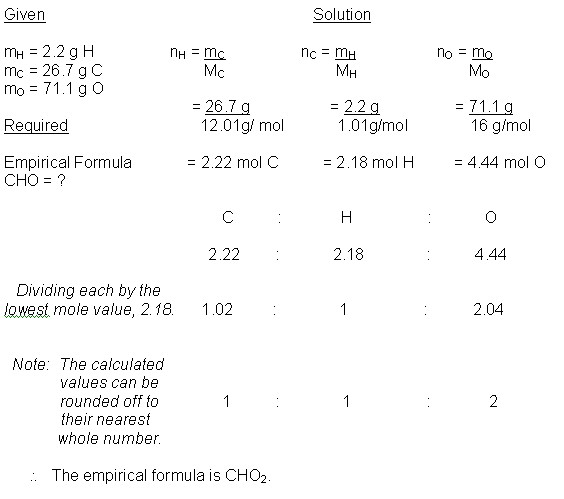 Given Solution
mH = 2.2 g H nH = mC nC = mH nO = mO
mC = 26.7 g C MC MH MO
mO = 71.1 g O
= 26.7 g = 2.2 g = 71.1 g
Required 12.01g/ mol 1.01g/mol 16 g/mol
Empirical Formula = 2.22 mol C = 2.18 mol H = 4.44 mol O
CHO = ?
C : H : O
2.22 : 2.18 : 4.44
Dividing each by the
lowest mole value, 2.18. 1.02 : 1 : 2.04
Note: The calculated
values can be
rounded off to 1 : 1 : 2
their nearest
whole number.
∴ The empirical formula is CHO₂.